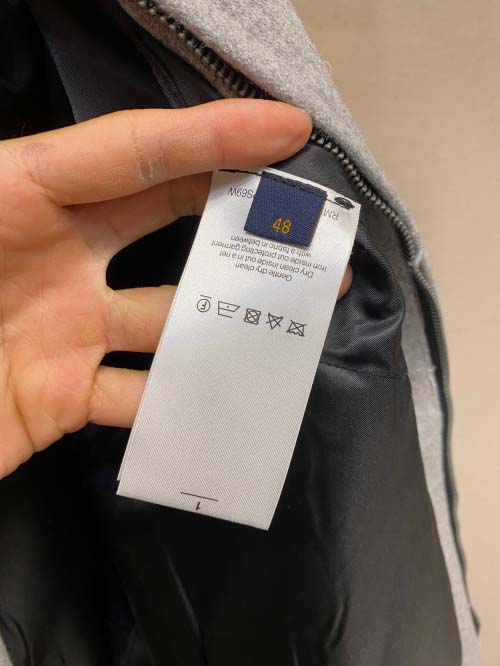 48
Gentle dry clean
Dry clean inside out in a net
Iron inside out protecting garment
with a fabric in between
F
1